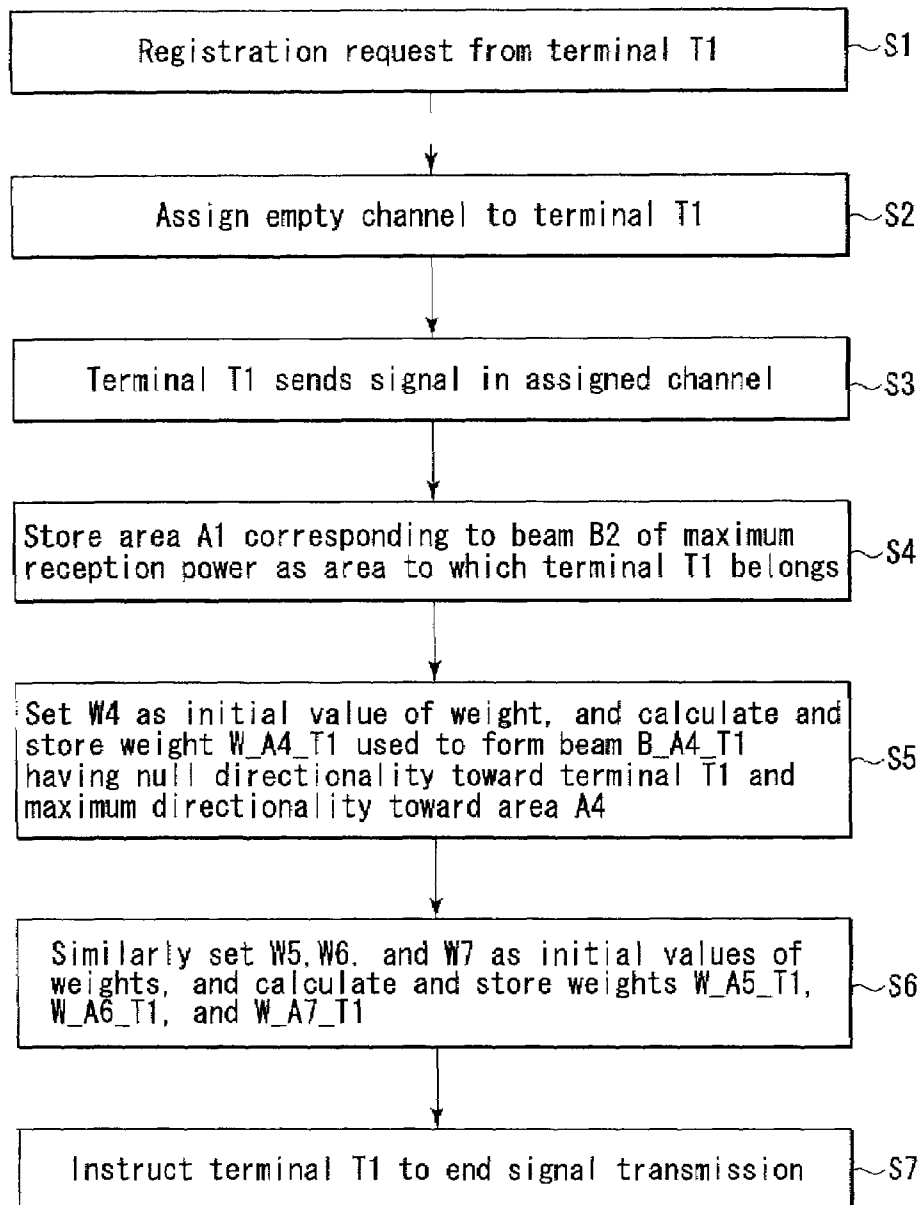 Registration request from terminal T1
S1
Assign empty channel to terminal T1
S2
Terminal T1 sends signal in assigned channel
S3
Store area A1 corresponding to beam B2 of maximum
reception power as area to which terminal T1 belongs
S4
Set W4 as initial value of weight, and calculate and
store weight W_A4_T1 used to form beam B_A4_T1
having null directionality toward terminal T1 and
maximum directionality toward area A4
S5
Similarly set W5, W6, and W7 as initial values of
weights, and calculate and store weights W_A5_T1,
W_A6_T1, and W_A7_T1
S6
Instruct terminal T1 to end signal transmission
S7